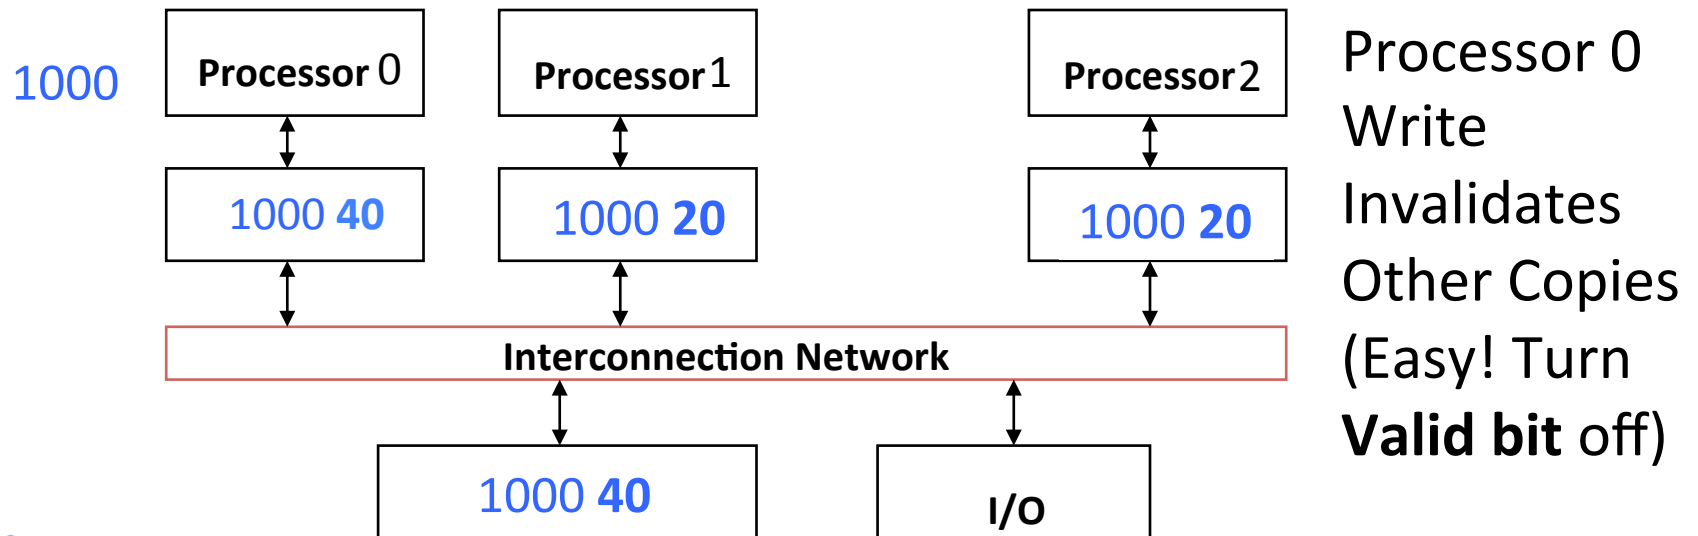 1000
Processor 0
Processor 1
Processor 2
1000 40
1000 20
1000 20
Interconnection Network
1000 40
I/O
Processor 0
Write
Invalidates
Other Copies
(Easy! Turn
Valid bit off)